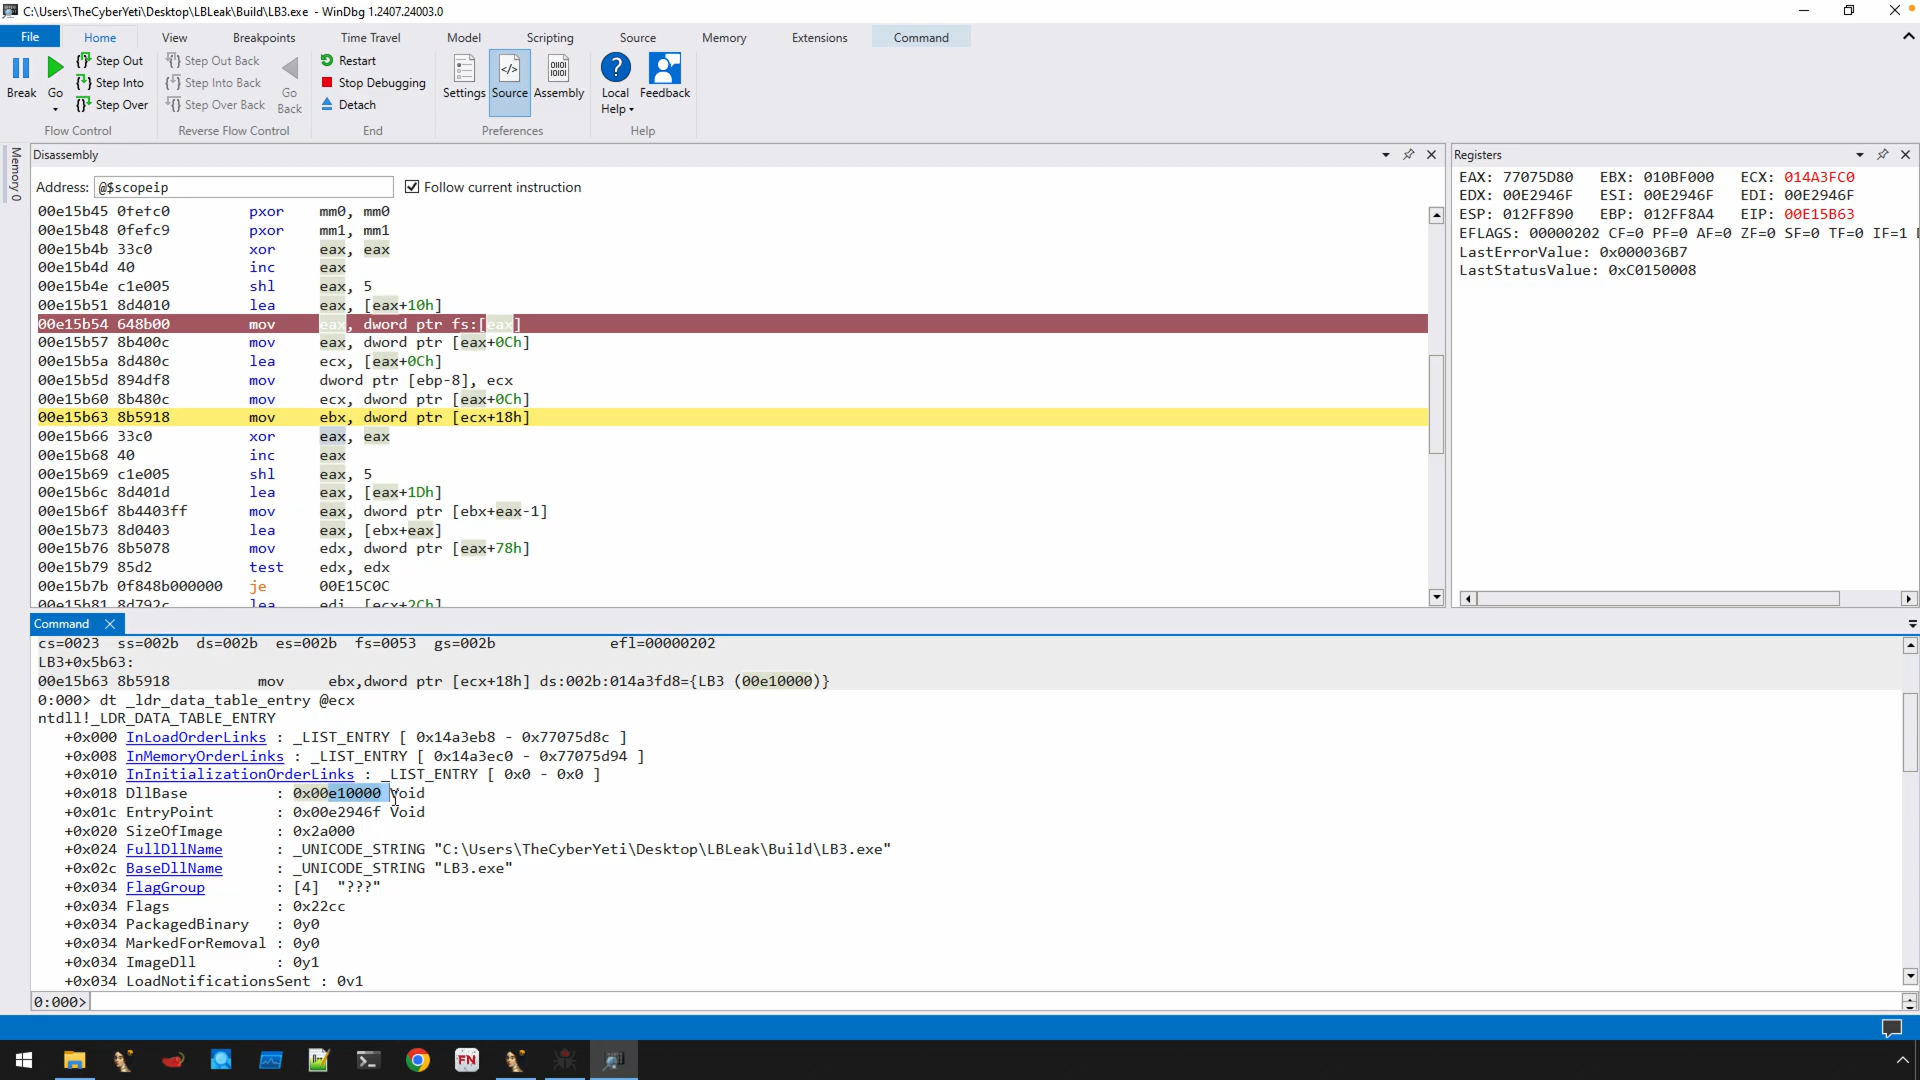 C:\Users\TheCyberYeti\Desktop\LBLeak\Build\LB3.exe - WinDbg 1.2407.24003.0
File Home View Breakpoints Time Travel Model Scripting Source Memory Extensions Command
Break Go Step Out Step Into Step Over
Flow Control
Step Out Back Step Into Back Step Over Back Go Back
Reverse Flow Control
Restart
Stop Debugging
Detach
End
Settings Source Assembly
Preferences
Local Help Feedback
Help
Memory 0
Disassembly
Address: @$scopeip Follow current instruction
00e15b45 0fefc0 pxor mm0, mm0
00e15b48 0fefc9 pxor mm1, mm1
00e15b4b 33c0 xor eax, eax
00e15b4d 40 inc eax
00e15b4e c1e005 shl eax, 5
00e15b51 8d4010 lea eax, [eax+10h]
00e15b54 648b00 mov eax, dword ptr fs:[eax]
00e15b57 8b400c mov eax, dword ptr [eax+0Ch]
00e15b5a 8d480c lea ecx, [eax+0Ch]
00e15b5d 894df8 mov dword ptr [ebp-8], ecx
00e15b60 8b480c mov ecx, dword ptr [eax+0Ch]
00e15b63 8b5918 mov ebx, dword ptr [ecx+18h]
00e15b66 33c0 xor eax, eax
00e15b68 40 inc eax
00e15b69 c1e005 shl eax, 5
00e15b6c 8d401d lea eax, [eax+1Dh]
00e15b6f 8b4403ff mov eax, dword ptr [ebx+eax-1]
00e15b73 8d0403 lea eax, [ebx+eax]
00e15b76 8b5078 mov edx, dword ptr [eax+78h]
00e15b79 85d2 test edx, edx
00e15b7b 0f848b000000 je 00E15C0C
00e15b81 8d792c lea edi, [ecx+2Ch]
Registers
EAX: 77075D80 EBX: 010BF000 ECX: 014A3FC0
EDX: 00E2946F ESI: 00E2946F EDI: 00E2946F
ESP: 012FF890 EBP: 012FF8A4 EIP: 00E15B63
EFLAGS: 00000202 CF=0 PF=0 AF=0 ZF=0 SF=0 TF=0 IF=1
LastErrorValue: 0x000036B7
LastStatusValue: 0xC0150008
Command
cs=0023 ss=002b ds=002b es=002b fs=0053 gs=002b efl=00000202
LB3+0x5b63:
00e15b63 8b5918 mov ebx,dword ptr [ecx+18h] ds:002b:014a3fd8={LB3 (00e10000)}
0:000> dt _ldr_data_table_entry @ecx
ntdll!_LDR_DATA_TABLE_ENTRY
+0x000 InLoadOrderLinks : _LIST_ENTRY [ 0x14a3eb8 - 0x77075d8c ]
+0x008 InMemoryOrderLinks : _LIST_ENTRY [ 0x14a3ec0 - 0x77075d94 ]
+0x010 InInitializationOrderLinks : _LIST_ENTRY [ 0x0 - 0x0 ]
+0x018 DllBase : 0x00e10000 Void
+0x01c EntryPoint : 0x00e2946f Void
+0x020 SizeOfImage : 0x2a000
+0x024 FullDllName : _UNICODE_STRING "C:\Users\TheCyberYeti\Desktop\LBLeak\Build\LB3.exe"
+0x02c BaseDllName : _UNICODE_STRING "LB3.exe"
+0x034 FlagGroup : [4] "???"
+0x034 Flags : 0x22cc
+0x034 PackagedBinary : 0y0
+0x034 MarkedForRemoval : 0y0
+0x034 ImageDll : 0y1
+0x034 LoadNotificationsSent : 0y1
0:000>
FN